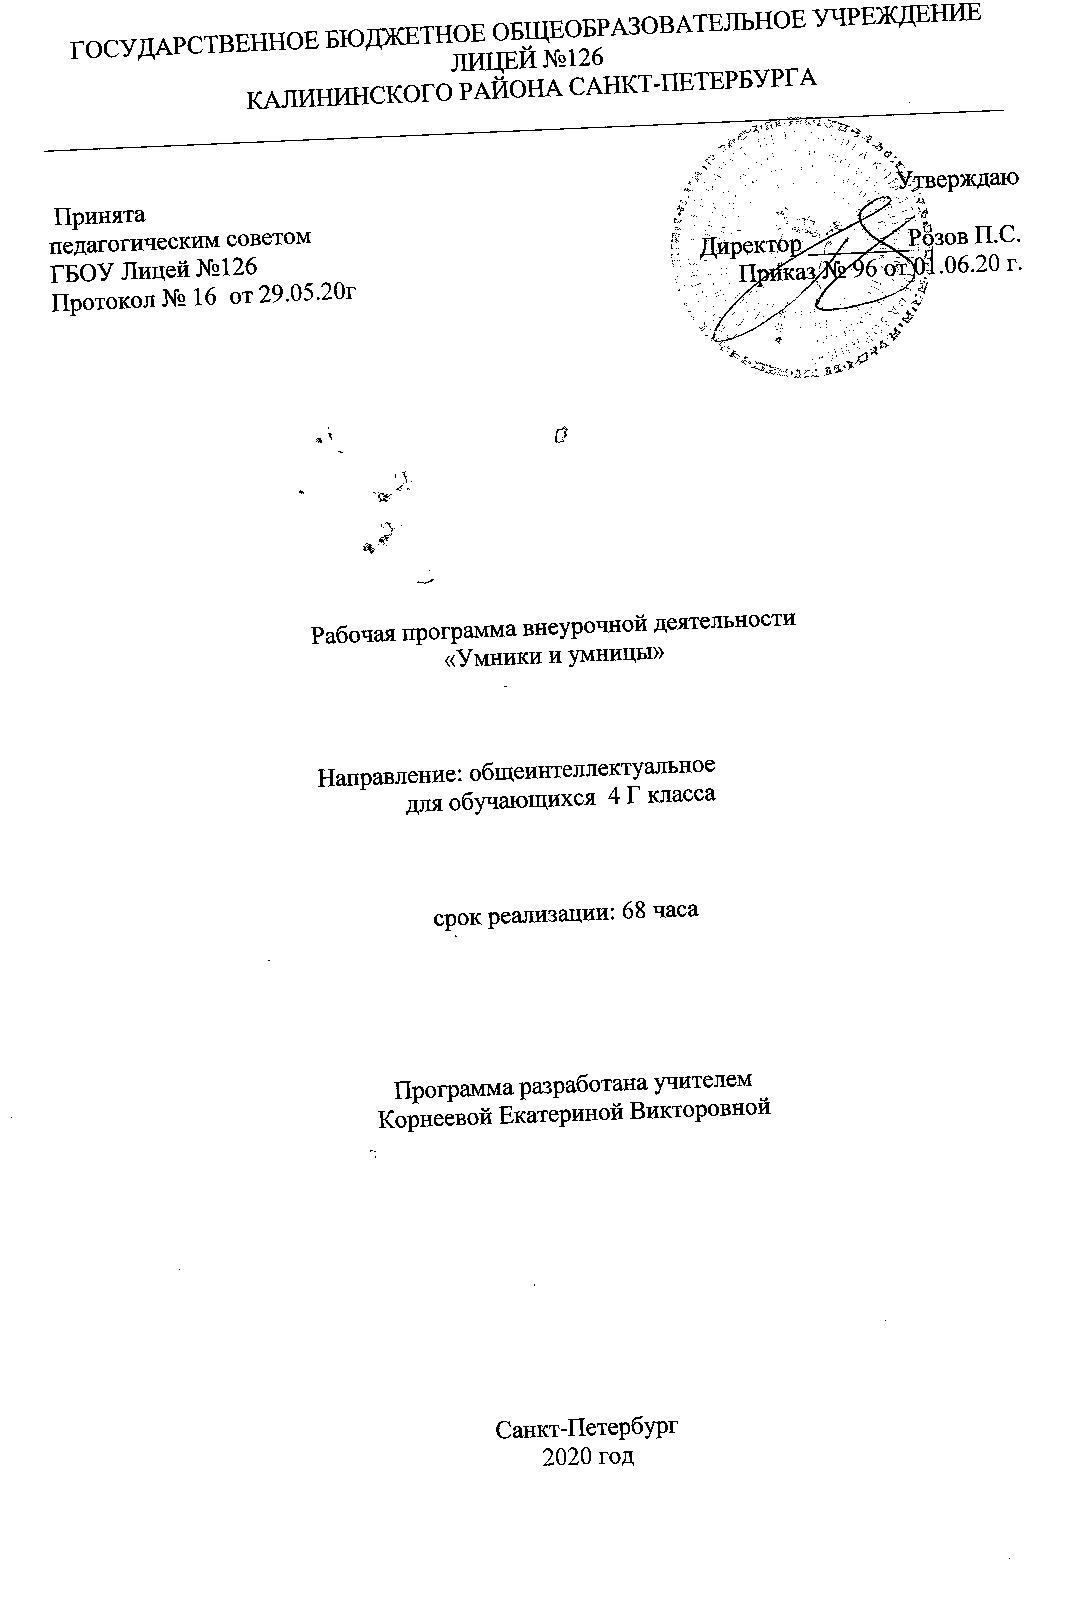 ГОСУДАРСТВЕННОЕ БЮДЖЕТНОЕ ОБЩЕОБРАЗОВАТЕЛЬНОЕ УЧРЕЖДЕНИЕ
ЛИЦЕЙ №126
КАЛИНИНСКОГО РАЙОНА САНКТ-ПЕТЕРБУРГА
Принята
педагогическим советом
ГБОУ Лицей №126
Протокол № 16 от 29.05.20г
Утверждаю
Директор ________ Розов П.С.
Приказ № 96 от 01.06.20 г.
Рабочая программа внеурочной деятельности
«Умники и умницы»
Направление: общеинтеллектуальное
для обучающихся 4 Г класса
срок реализации: 68 часа
Программа разработана учителем
Корнеевой Екатериной Викторовной
Санкт-Петербург
2020 год